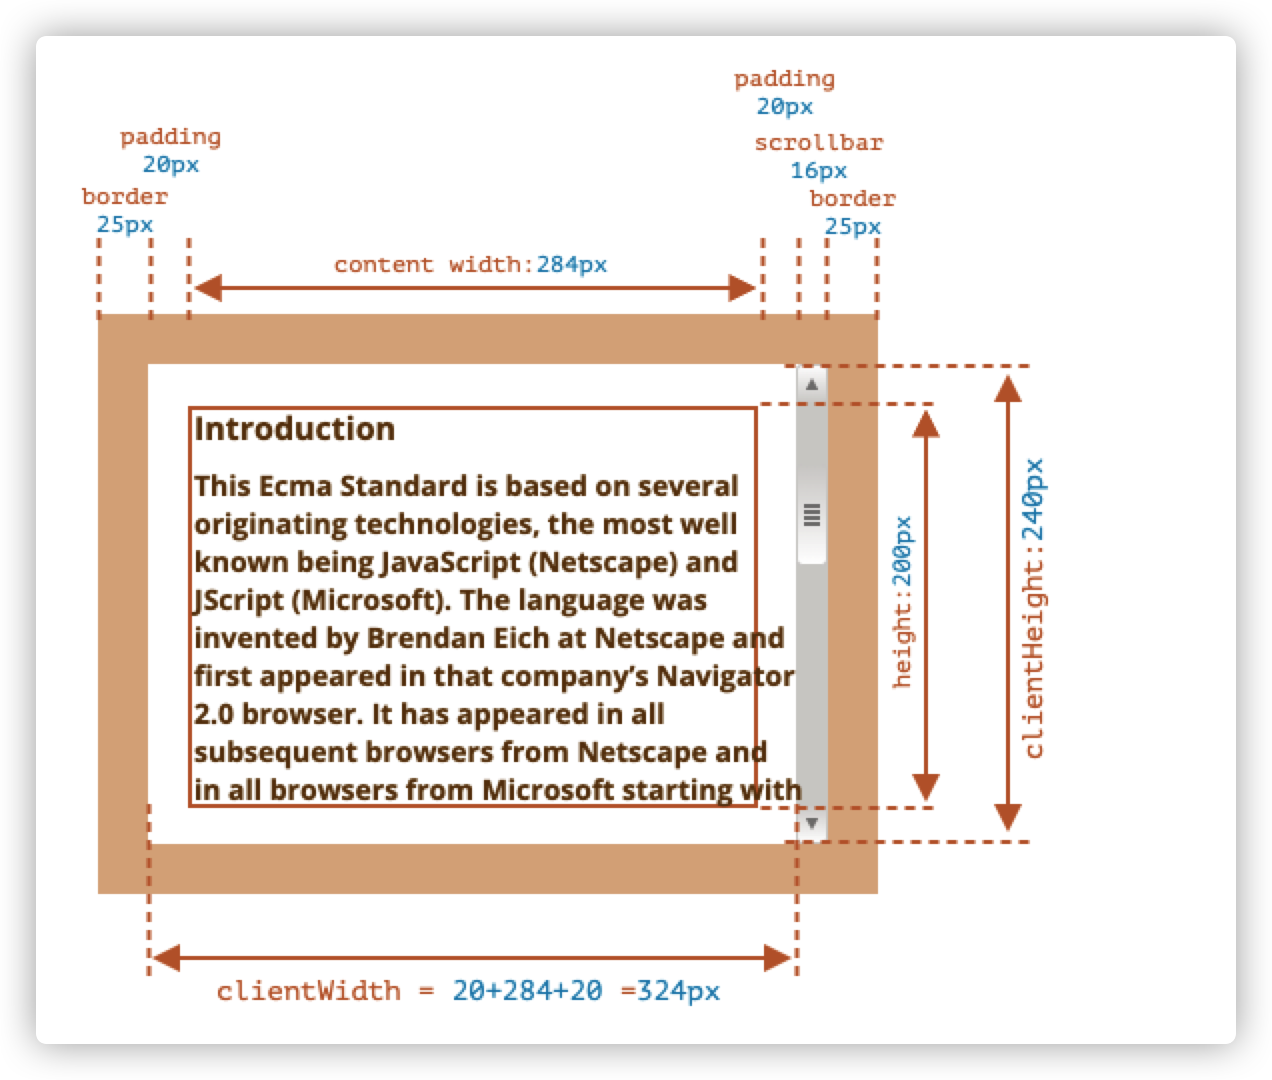 padding
20px
padding
20px
scrollbar
16px
border
25px
border
25px
content width:284px
Introduction
This Ecma Standard is based on several
originating technologies, the most well
known being JavaScript (Netscape) and
JScript (Microsoft). The language was
invented by Brendan Eich at Netscape and
first appeared in that company’s Navigator
2.0 browser. It has appeared in all
subsequent browsers from Netscape and
in all browsers from Microsoft starting with
height:200px
clientHeight:240px
clientWidth = 20+284+20 =324px